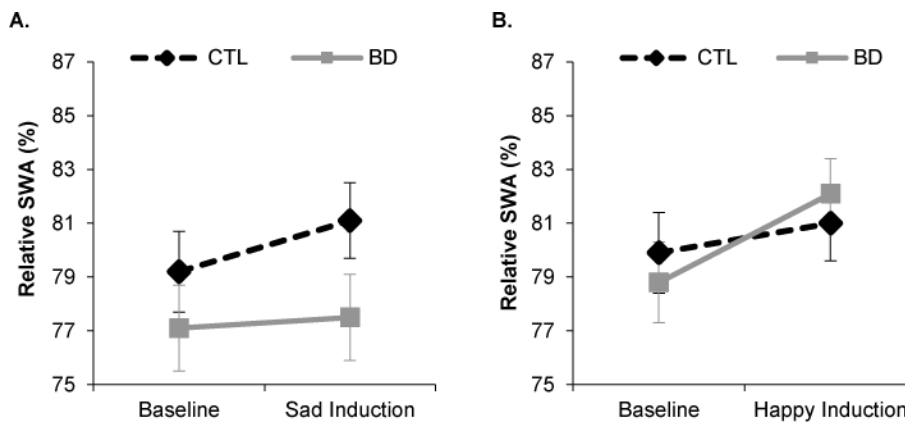 A.
CTL BD
87
85
83
81
79
77
75
Relative SWA (%)
Baseline Sad Induction
B.
CTL BD
87
85
83
81
79
77
75
Relative SWA (%)
Baseline Happy Induction